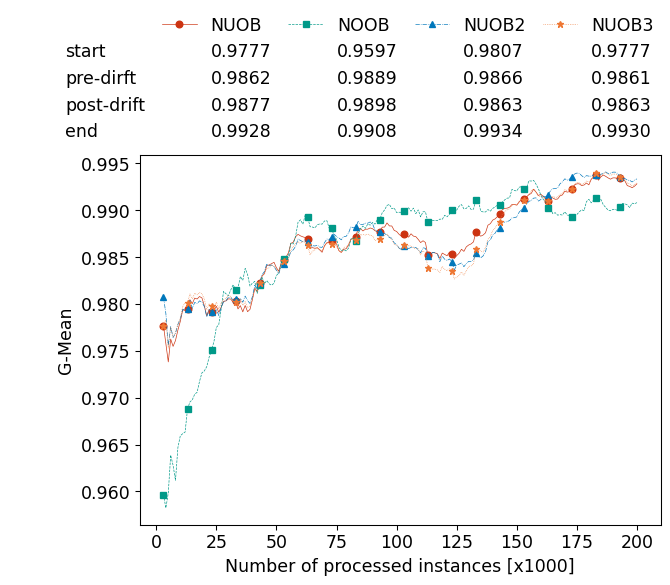 NUOB NOOB NUOB2 NUOB3
start 0.9777 0.9597 0.9807 0.9777
pre-dirft 0.9862 0.9889 0.9866 0.9861
post-drift 0.9877 0.9898 0.9863 0.9863
end 0.9928 0.9908 0.9934 0.9930
0.995
0.990
0.985
0.980
0.975
0.970
0.965
0.960
G-Mean
0 25 50 75 100 125 150 175 200
Number of processed instances [x1000]